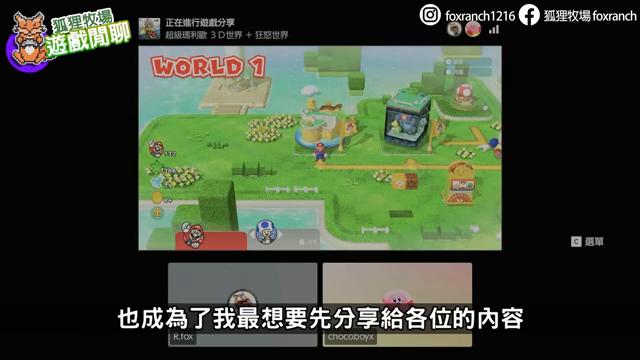 狐狸牧場
遊戲閒聊
正在進行遊戲分享
超級瑪利歐 3D世界 + 狂怒世界
foxranch1216
狐狸牧場 foxranch
WORLD 1
C 選單
也成為了我最想要先分享給各位的內容
R.fox
chocoboyx